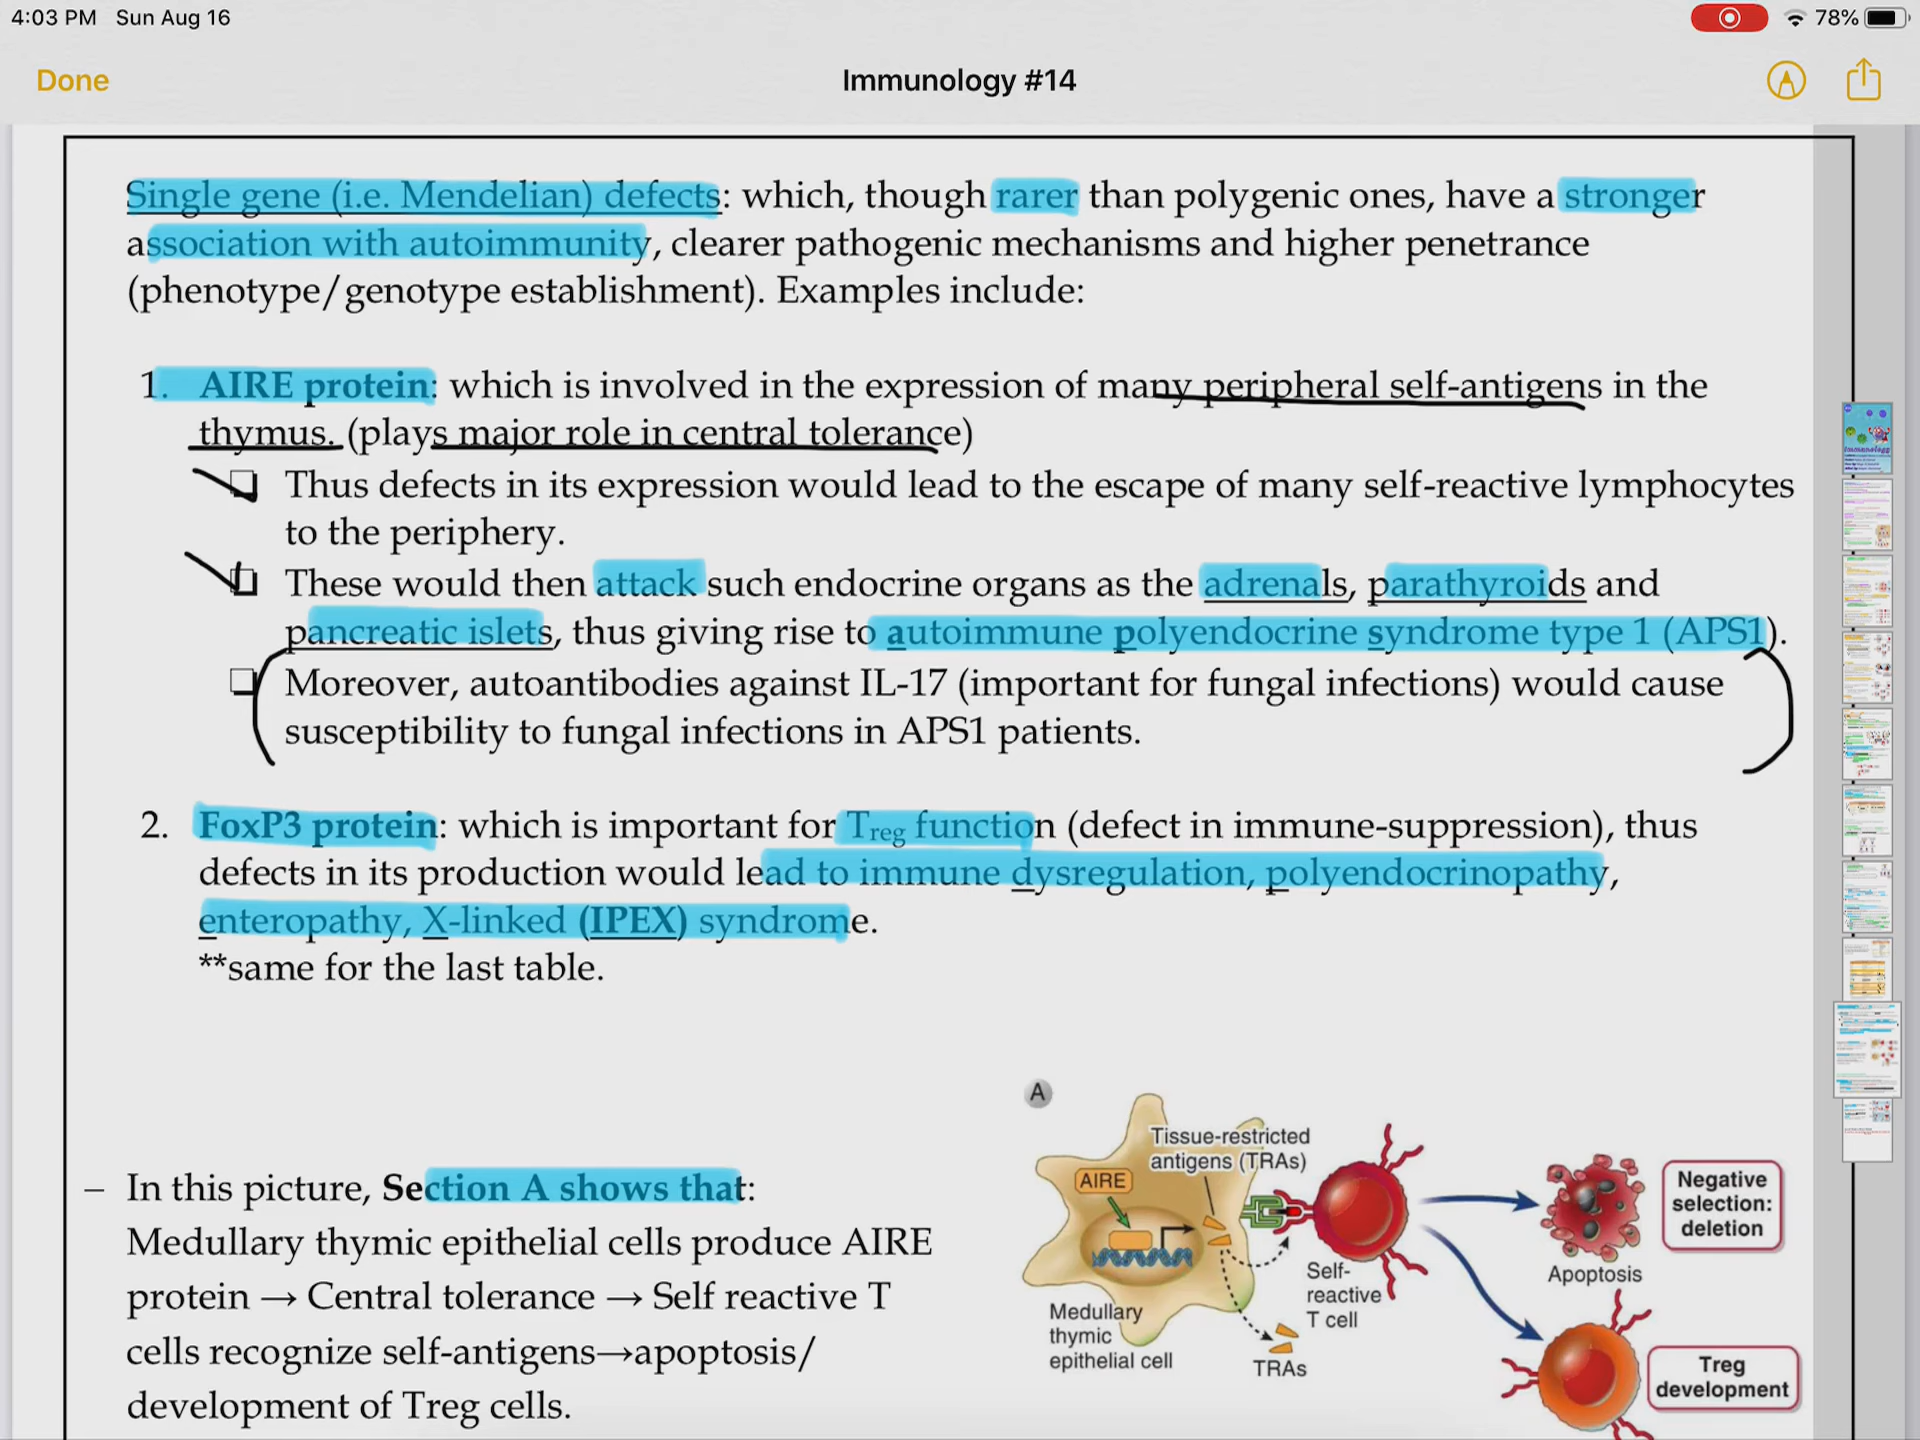 4:03 PM Sun Aug 16
78%
Done
Immunology #14
Single gene (i.e. Mendelian) defects: which, though rarer than polygenic ones, have a stronger
association with autoimmunity, clearer pathogenic mechanisms and higher penetrance
(phenotype/genotype establishment). Examples include:
1. AIRE protein: which is involved in the expression of many peripheral self-antigens in the
thymus. (plays major role in central tolerance)
❑ Thus defects in its expression would lead to the escape of many self-reactive lymphocytes
to the periphery.
❑ These would then attack such endocrine organs as the adrenals, parathyroids and
pancreatic islets, thus giving rise to autoimmune polyendocrine syndrome type 1 (APS1).
❑ Moreover, autoantibodies against IL-17 (important for fungal infections) would cause
susceptibility to fungal infections in APS1 patients.
2. FoxP3 protein: which is important for Treg function (defect in immune-suppression), thus
defects in its production would lead to immune dysregulation, polyendocrinopathy,
enteropathy, X-linked (IPEX) syndrome.
**same for the last table.
– In this picture, Section A shows that:
Medullary thymic epithelial cells produce AIRE
protein → Central tolerance → Self reactive T
cells recognize self-antigens→apoptosis/
development of Treg cells.
A
Tissue-restricted
antigens (TRAs)
AIRE
Medullary
thymic
epithelial cell
TRAs
Self-
reactive
T cell
Apoptosis
Negative
selection:
deletion
Treg
development